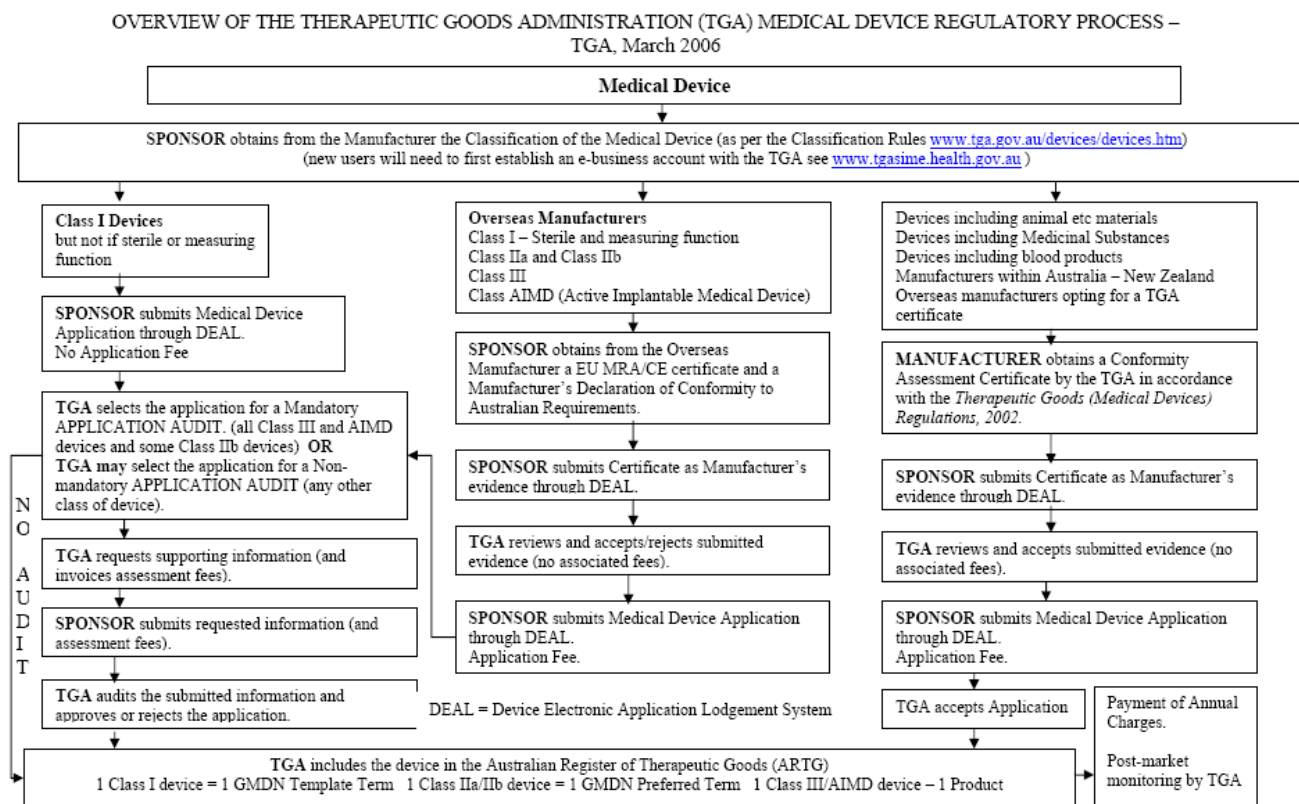 OVERVIEW OF THE THERAPEUTIC GOODS ADMINISTRATION (TGA) MEDICAL DEVICE REGULATORY PROCESS –
TGA, March 2006
Medical Device
SPONSOR obtains from the Manufacturer the Classification of the Medical Device (as per the Classification Rules www.tga.gov.au/devices/devices.htm)
(new users will need to first establish an e-business account with the TGA see www.tgasime.health.gov.au )
Class I Devices
but not if sterile or measuring
function
SPONSOR submits Medical Device
Application through DEAL.
No Application Fee
TGA selects the application for a Mandatory
APPLICATION AUDIT. (all Class III and AIMD
devices and some Class IIb devices) OR
TGA may select the application for a Non-
mandatory APPLICATION AUDIT (any other
class of device).
NO AUDIT
TGA requests supporting information (and
invoices assessment fees).
SPONSOR submits requested information (and
assessment fees).
TGA audits the submitted information and
approves or rejects the application.
Overseas Manufacturers
Class I – Sterile and measuring function
Class IIa and Class IIb
Class III
Class AIMD (Active Implantable Medical Device)
SPONSOR obtains from the Overseas
Manufacturer a EU MRA/CE certificate and a
Manufacturer's Declaration of Conformity to
Australian Requirements.
SPONSOR submits Certificate as Manufacturer's
evidence through DEAL.
TGA reviews and accepts/rejects submitted
evidence (no associated fees).
SPONSOR submits Medical Device Application
through DEAL.
Application Fee.
DEAL = Device Electronic Application Lodgement System
Devices including animal etc materials
Devices including Medicinal Substances
Devices including blood products
Manufacturers within Australia – New Zealand
Overseas manufacturers opting for a TGA
certificate
MANUFACTURER obtains a Conformity
Assessment Certificate by the TGA in accordance
with the Therapeutic Goods (Medical Devices)
Regulations, 2002.
SPONSOR submits Certificate as Manufacturer's
evidence through DEAL.
TGA reviews and accepts submitted evidence (no
associated fees).
SPONSOR submits Medical Device Application
through DEAL.
Application Fee.
TGA accepts Application
Payment of Annual
Charges.
Post-market
monitoring by TGA
TGA includes the device in the Australian Register of Therapeutic Goods (ARTG)
1 Class I device = 1 GMDN Template Term 1 Class IIa/IIb device = 1 GMDN Preferred Term 1 Class III/AIMD device – 1 Product